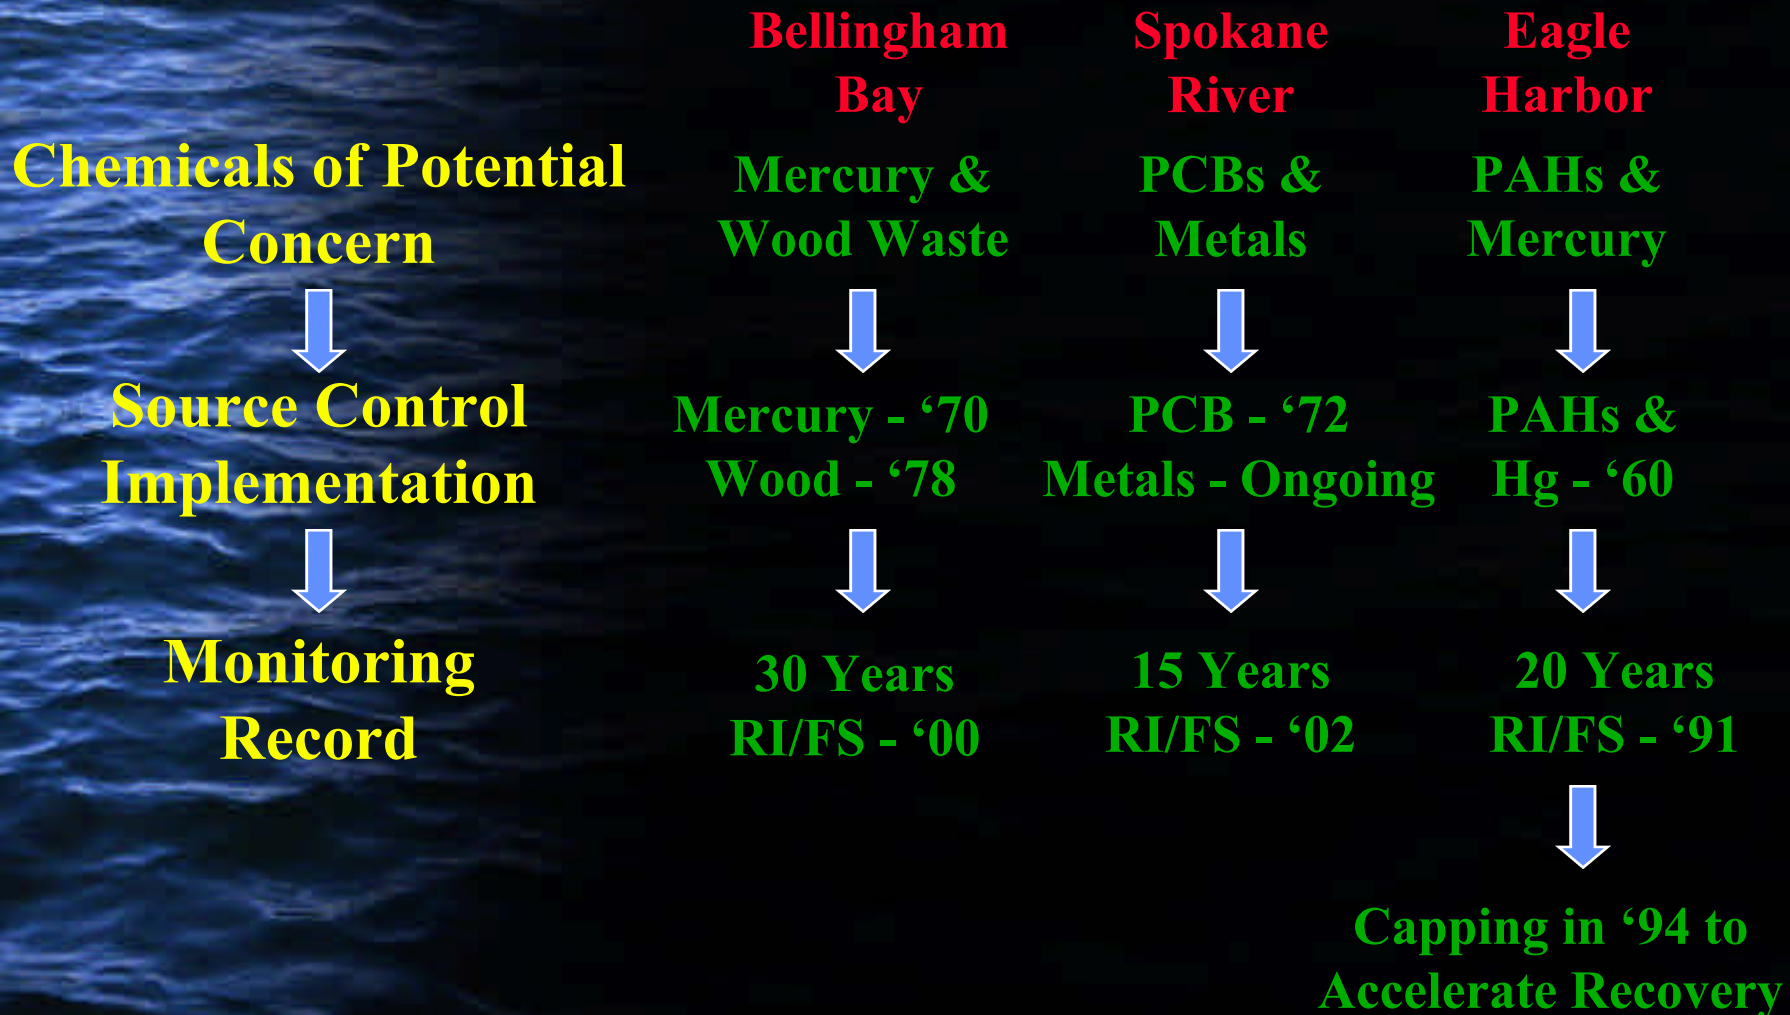 Bellingham
Bay
Spokane
River
Eagle
Harbor
Chemicals of Potential
Concern
Mercury &
Wood Waste
PCBs &
Metals
PAHs &
Mercury
Source Control
Implementation
Mercury - ‘70
Wood - ‘78
PCB - ‘72
Metals - Ongoing
PAHs &
Hg - ‘60
Monitoring
Record
30 Years
RI/FS - ‘00
15 Years
RI/FS - ‘02
20 Years
RI/FS - ‘91
Capping in ‘94 to
Accelerate Recovery